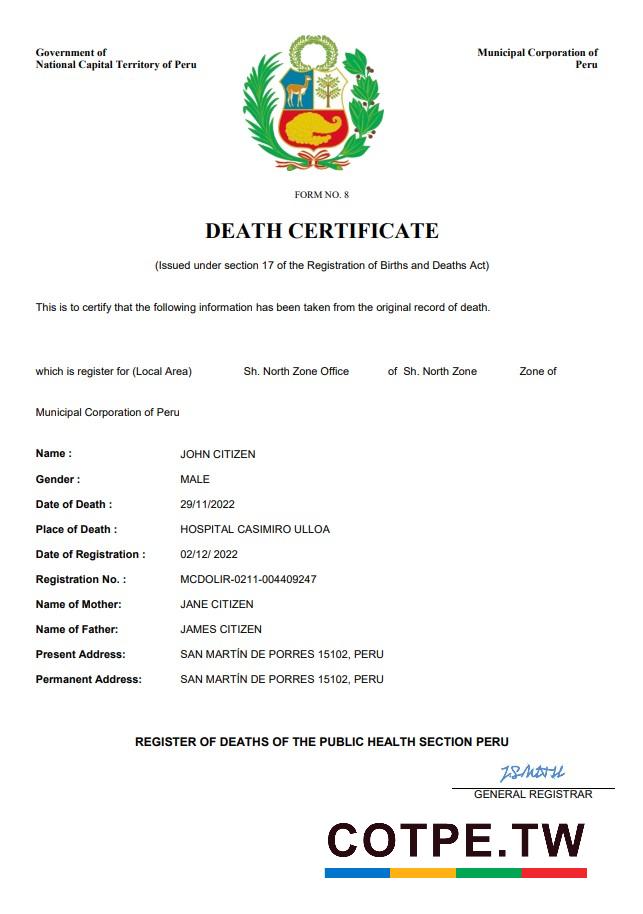 Government of
National Capital Territory of Peru
Municipal Corporation of
Peru
FORM NO. 8
DEATH CERTIFICATE
(Issued under section 17 of the Registration of Births and Deaths Act)
This is to certify that the following information has been taken from the original record of death.
which is register for (Local Area) Sh. North Zone Office of Sh. North Zone Zone of
Municipal Corporation of Peru
Name : JOHN CITIZEN
Gender : MALE
Date of Death : 29/11/2022
Place of Death : HOSPITAL CASIMIRO ULLOA
Date of Registration : 02/12/ 2022
Registration No. : MCDOLIR-0211-004409247
Name of Mother: JANE CITIZEN
Name of Father: JAMES CITIZEN
Present Address: SAN MARTÍN DE PORRES 15102, PERU
Permanent Address: SAN MARTÍN DE PORRES 15102, PERU
REGISTER OF DEATHS OF THE PUBLIC HEALTH SECTION PERU
GENERAL REGISTRAR
COTPE.TW